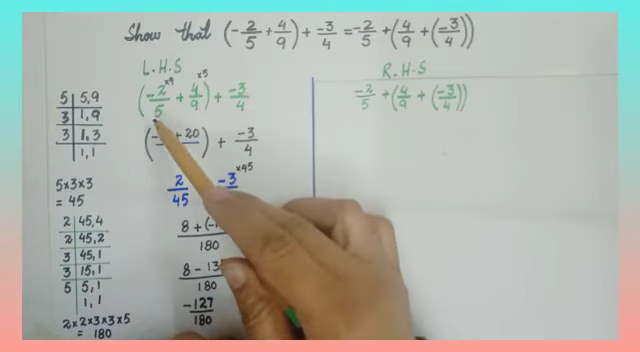 Show that (-2/5 + 4/9) + -3/4 = -2/5 + (4/9 + (-3/4))
L.H.S
R.H.S
×9 ×5
(-2/5 + 4/9) + -3/4
-2/5 + (4/9 + (-3/4))
5 | 5,9
3 | 1,9
3 | 1,3
| 1,1
+ 20) + -3/4
5×3×3
= 45
×45
2/45 -3
2 | 45,4
2 | 45,2
3 | 45,1
3 | 15,1
5 | 5,1
1,1
8 + (-1
180
8 - 13
180
-127/180
2×2×3×3×5
= 180